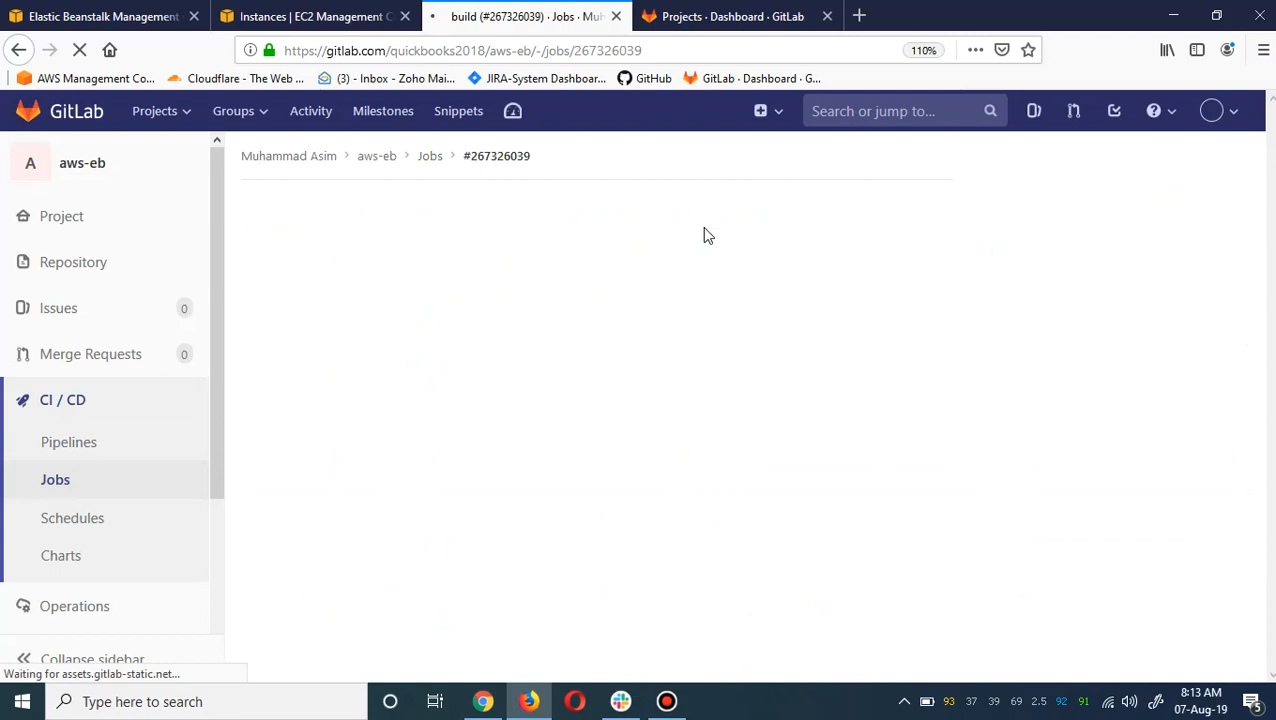 Elastic Beanstalk Management
Instances | EC2 Management C
build (#267326039) · Jobs · Muh
Projects · Dashboard · GitLab
https://gitlab.com/quickbooks2018/aws-eb/-/jobs/267326039
110%
AWS Management Co...
Cloudflare - The Web ...
(3) - Inbox - Zoho Mai...
JIRA-System Dashboar...
GitHub
GitLab · Dashboard · G...
GitLab
Projects
Groups
Activity
Milestones
Snippets
Search or jump to...
A
aws-eb
Muhammad Asim > aws-eb > Jobs > #267326039
Project
Repository
Issues 0
Merge Requests 0
CI / CD
Pipelines
Jobs
Schedules
Charts
Operations
Collapse sidebar
Waiting for assets.gitlab-static.net...
Type here to search
93 37 39 69 2.5 92 91
8:13 AM
07-Aug-19
5